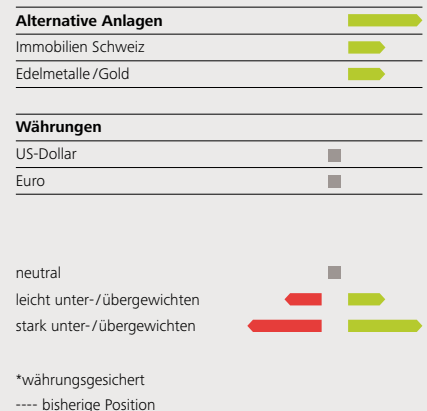 Alternative Anlagen
Immobilien Schweiz
Edelmetalle/Gold
Währungen
US-Dollar
Euro
neutral
leicht unter-/übergewichten
stark unter-/übergewichten
*währungsgesichert
---- bisherige Position